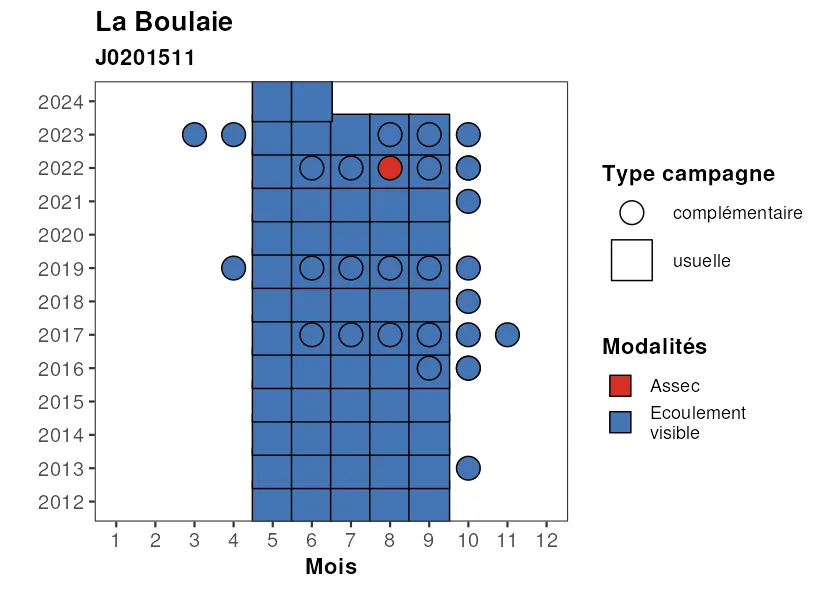 La Boulaie
J0201511
2024
2023
2022
2021
2020
2019
2018
2017
2016
2015
2014
2013
2012
1 2 3 4 5 6 7 8 9 10 11 12
Mois
Type campagne
complémentaire
usuelle
Modalités
Assec
Ecoulement
visible